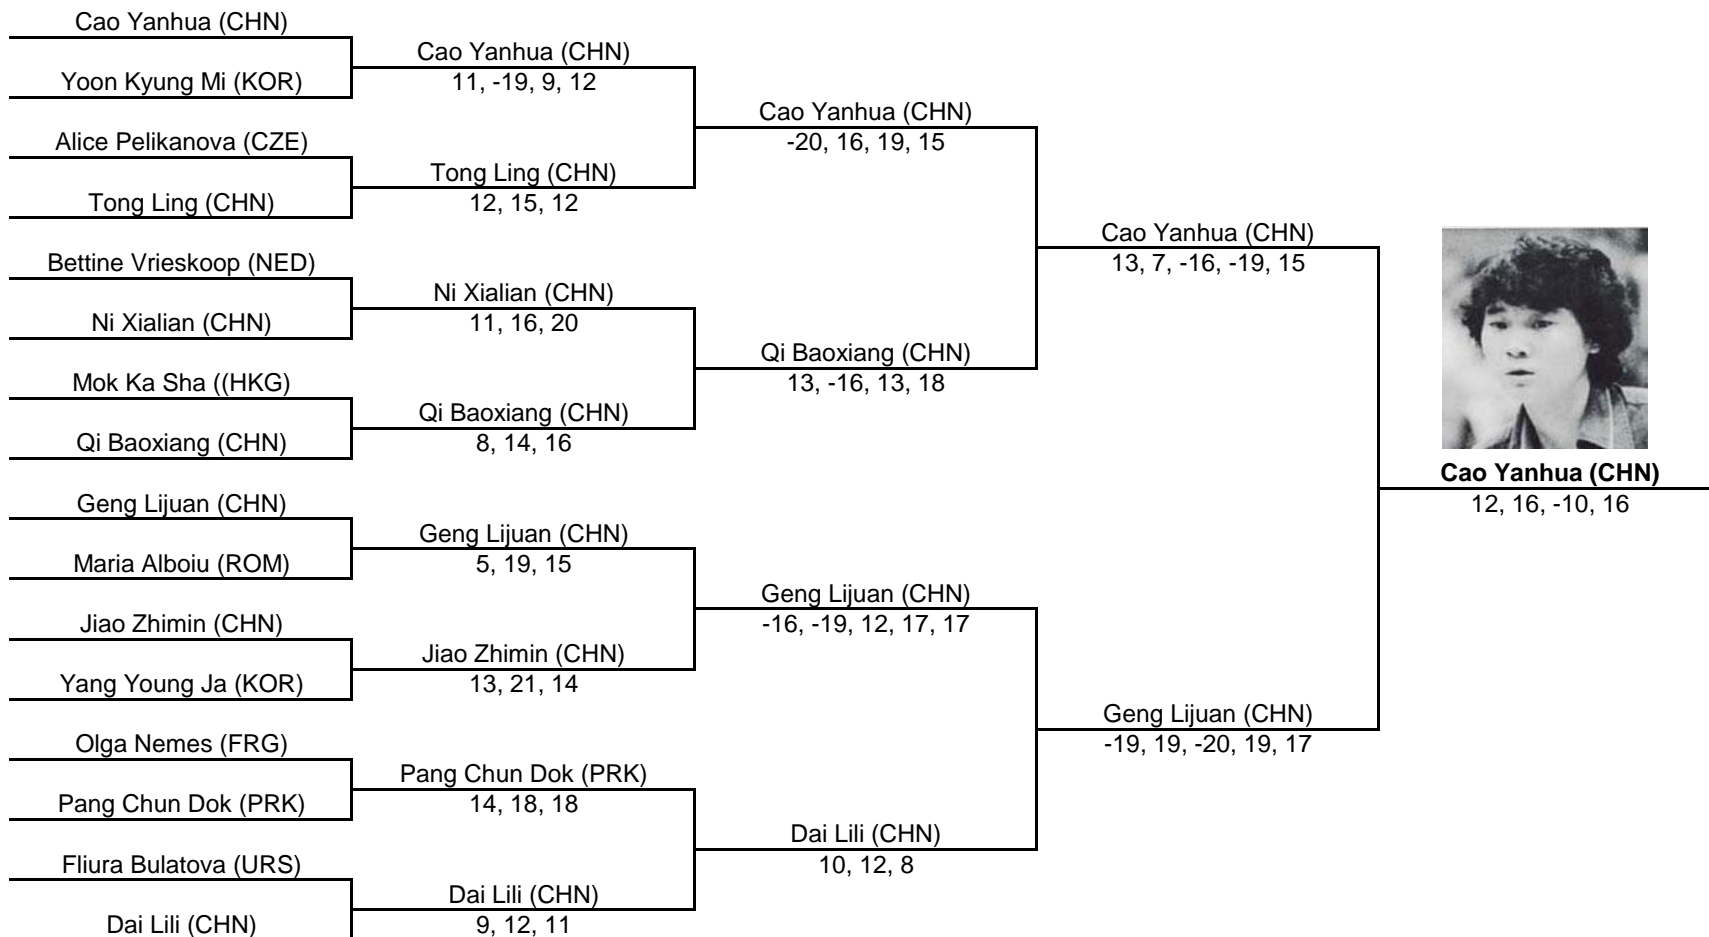 Cao Yanhua (CHN)
Yoon Kyung Mi (KOR)
Alice Pelikanova (CZE)
Tong Ling (CHN)
Bettine Vrieskoop (NED)
Ni Xialian (CHN)
Mok Ka Sha ((HKG)
Qi Baoxiang (CHN)
Geng Lijuan (CHN)
Maria Alboiu (ROM)
Jiao Zhimin (CHN)
Yang Young Ja (KOR)
Olga Nemes (FRG)
Pang Chun Dok (PRK)
Fliura Bulatova (URS)
Dai Lili (CHN)
Cao Yanhua (CHN)
11, -19, 9, 12
Tong Ling (CHN)
12, 15, 12
Ni Xialian (CHN)
11, 16, 20
Qi Baoxiang (CHN)
8, 14, 16
Geng Lijuan (CHN)
5, 19, 15
Jiao Zhimin (CHN)
13, 21, 14
Pang Chun Dok (PRK)
14, 18, 18
Dai Lili (CHN)
9, 12, 11
Cao Yanhua (CHN)
-20, 16, 19, 15
Qi Baoxiang (CHN)
13, -16, 13, 18
Geng Lijuan (CHN)
-16, -19, 12, 17, 17
Dai Lili (CHN)
10, 12, 8
Cao Yanhua (CHN)
13, 7, -16, -19, 15
Geng Lijuan (CHN)
-19, 19, -20, 19, 17
Cao Yanhua (CHN)
12, 16, -10, 16